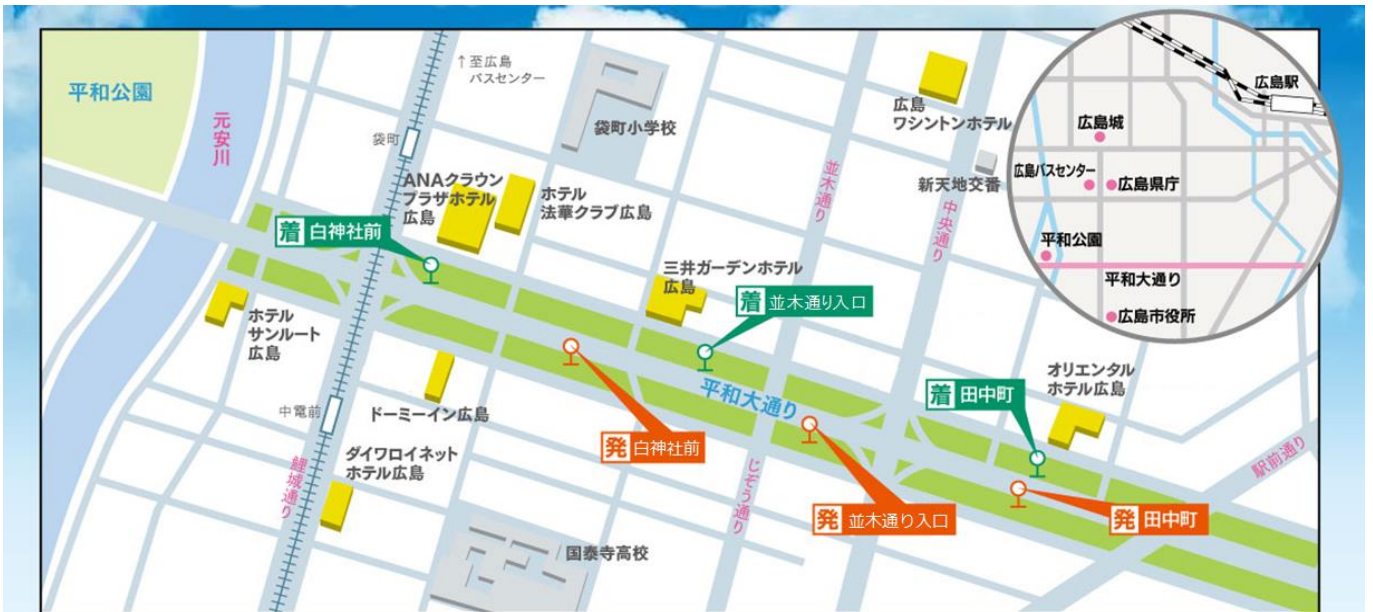 平和公園
元安川
↑至広島
バスセンター
袋町
袋町小学校
ANAクラウン
プラザホテル
広島
ホテル
法華クラブ広島
着 白神社前
広島
ワシントンホテル
新天地交番
並木通り
中央通り
三井ガーデンホテル
広島
着 並木通り入口
ホテル
サンルート
広島
中電前
ドーミーイン広島
ダイワロイネット
ホテル広島
鯉城通り
発 白神社前
平和大通り
着 田中町
オリエンタル
ホテル広島
駅前通り
じぞう通り
発 並木通り入口
発 田中町
国泰寺高校
広島駅
広島城
広島バスセンター
広島県庁
平和公園
平和大通り
広島市役所